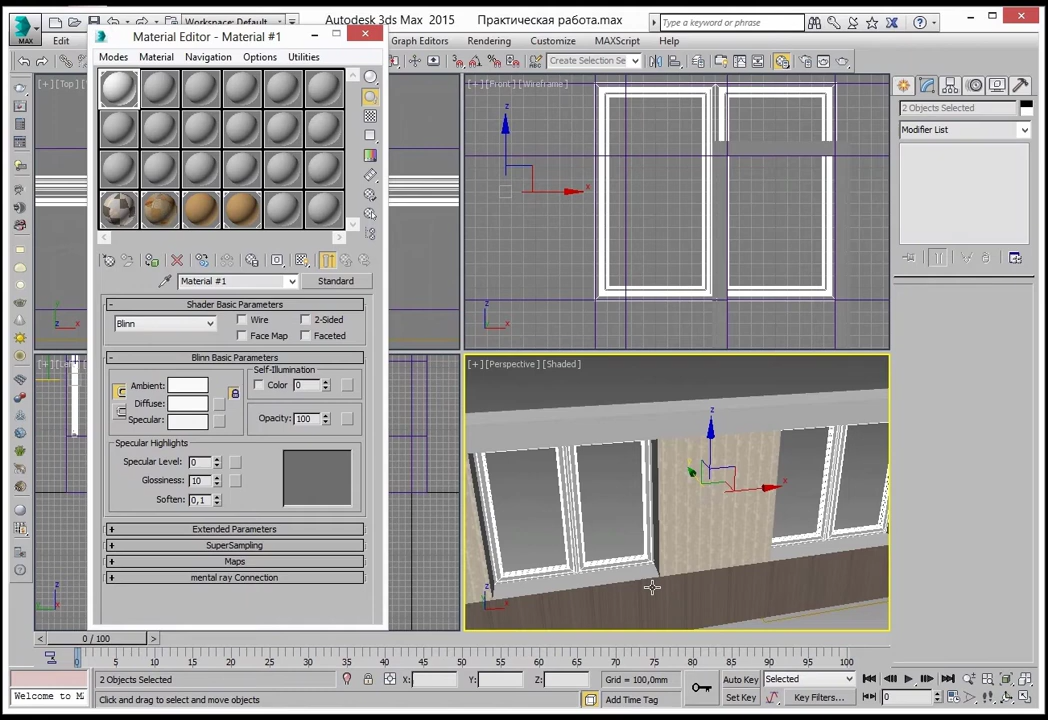 MAX
Workspace: Default
Autodesk 3ds Max 2015
Практическая работа.max
Type a keyword or phrase
Edit
Graph Editors
Rendering
Customize
MAXScript
Help
Material Editor - Material #1
Modes
Material
Navigation
Options
Utilities
Material #1
Standard
Shader Basic Parameters
Blinn
Wire
2-Sided
Face Map
Faceted
Blinn Basic Parameters
Self-Illumination
Ambient:
Color
0
Diffuse:
Specular:
Opacity:
100
Specular Highlights
Specular Level:
0
Glossiness:
10
Soften:
0,1
Extended Parameters
SuperSampling
Maps
mental ray Connection
Create Selection Se
[+][Top]
[+][Front][Wireframe]
z
x
z
x
[+][Perspective][Shaded]
z
x
z
x
2 Objects Selected
Modifier List
0 / 100
0 5 10 15 20 25 30 35 40 45 50 55 60 65 70 75 80 85 90 95 100
Welcome to M
2 Objects Selected
X:
Y:
Z:
Grid = 100,0mm
Click and drag to select and move objects
Add Time Tag
Auto Key
Selected
Set Key
Key Filters...
0